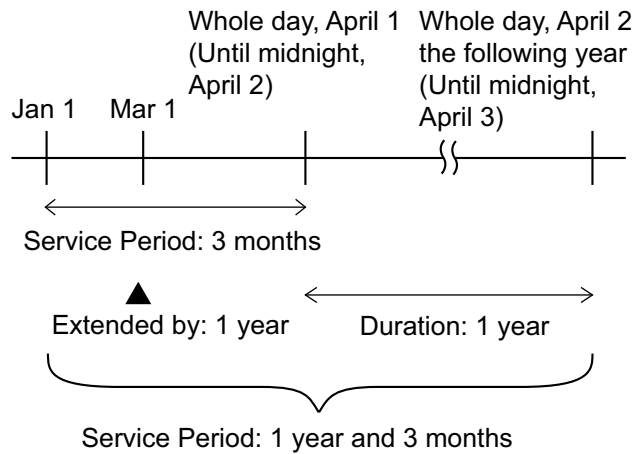 Whole day, April 1
(Until midnight,
April 2)
Whole day, April 2
the following year
(Until midnight,
April 3)
Jan 1
Mar 1
Service Period: 3 months
Extended by: 1 year
Duration: 1 year
Service Period: 1 year and 3 months